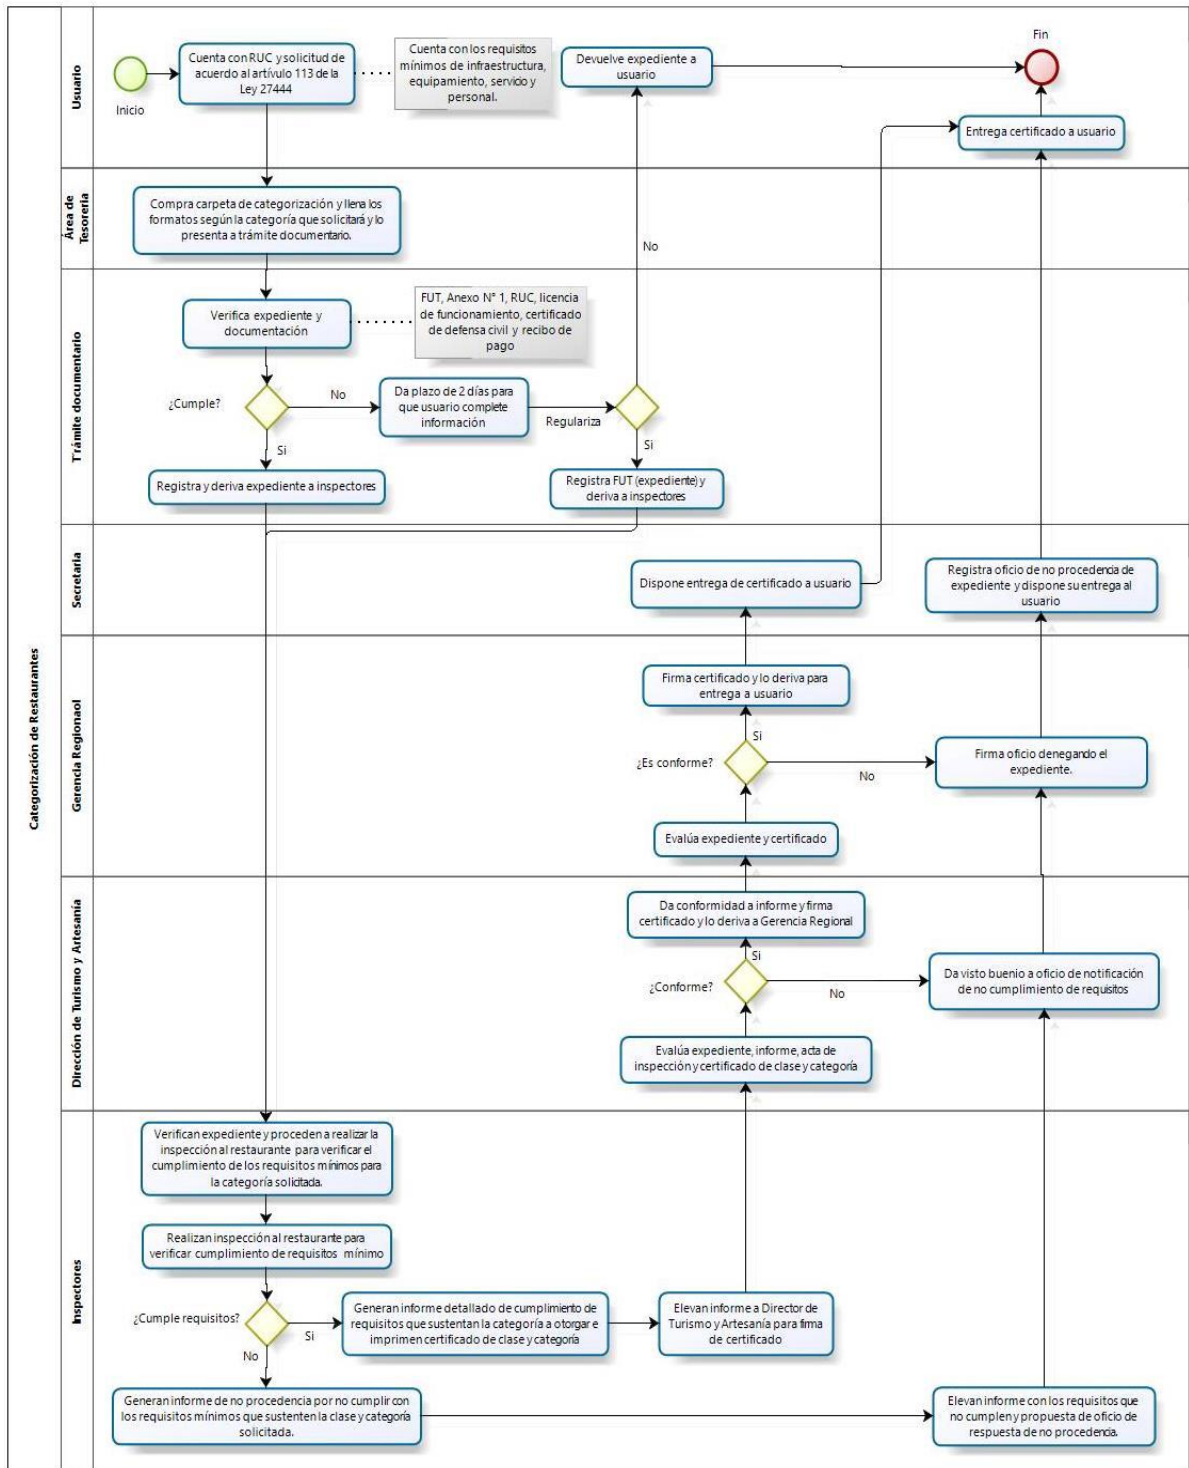 Categorización de Restaurantes
Usuario
Inicio
Cuenta con RUC y solicitud de
acuerdo al artívulo 113 de la
Ley 27444
Cuenta con los requisitos
mínimos de infraestructura,
equipamiento, servicio y
personal.
Devuelve expediente a
usuario
Fin
Entrega certificado a usuario
Área de
Tesoreria
Compra carpeta de categorización y llena los
formatos según la categoría que solicitará y lo
presenta a trámite documentario.
No
Trámite documentario
Verifica expediente y
documentación
FUT, Anexo N° 1, RUC, licencia
de funcionamiento, certificado
de defensa civil y recibo de
pago
¿Cumple?
No
Da plazo de 2 días para
que usuario complete
información
Regulariza
Si
Si
Registra y deriva expediente a inspectores
Registra FUT (expediente) y
deriva a inspectores
Secretaria
Dispone entrega de certificado a usuario
Registra oficio de no procedencia de
expediente y dispone su entrega al
usuario
Gerencia Regionaol
Firma certificado y lo deriva para
entrega a usuario
Si
¿Es conforme?
No
Firma oficio denegando el
expediente.
Evalúa expediente y certificado
Dirección de Turismo y Artesanía
Da conformidad a informe y firma
certificado y lo deriva a Gerencia Regional
Si
¿Conforme?
No
Da visto buenio a oficio de notificación
de no cumplimiento de requisitos
Evalúa expediente, informe, acta de
inspección y certificado de clase y categoría
Inspectores
Verifican expediente y proceden a realizar la
inspección al restaurante para verificar el
cumplimiento de los requisitos mínimos para
la categoría solicitada.
Realizan inspección al restaurante para
verificar cumplimiento de requisitos mínimo
¿Cumple requisitos?
Si
Generan informe detallado de cumplimiento de
requisitos que sustentan la categoría a otorgar e
imprimen certificado de clase y categoría
Elevan informe a Director de
Turismo y Artesanía para firma
de certificado
No
Generan informe de no procedencia por no cumplir con
los requisitos mínimos que sustenten la clase y categoría
solicitada.
Elevan informe con los requisitos que
no cumplen y propuesta de oficio de
respuesta de no procedencia.